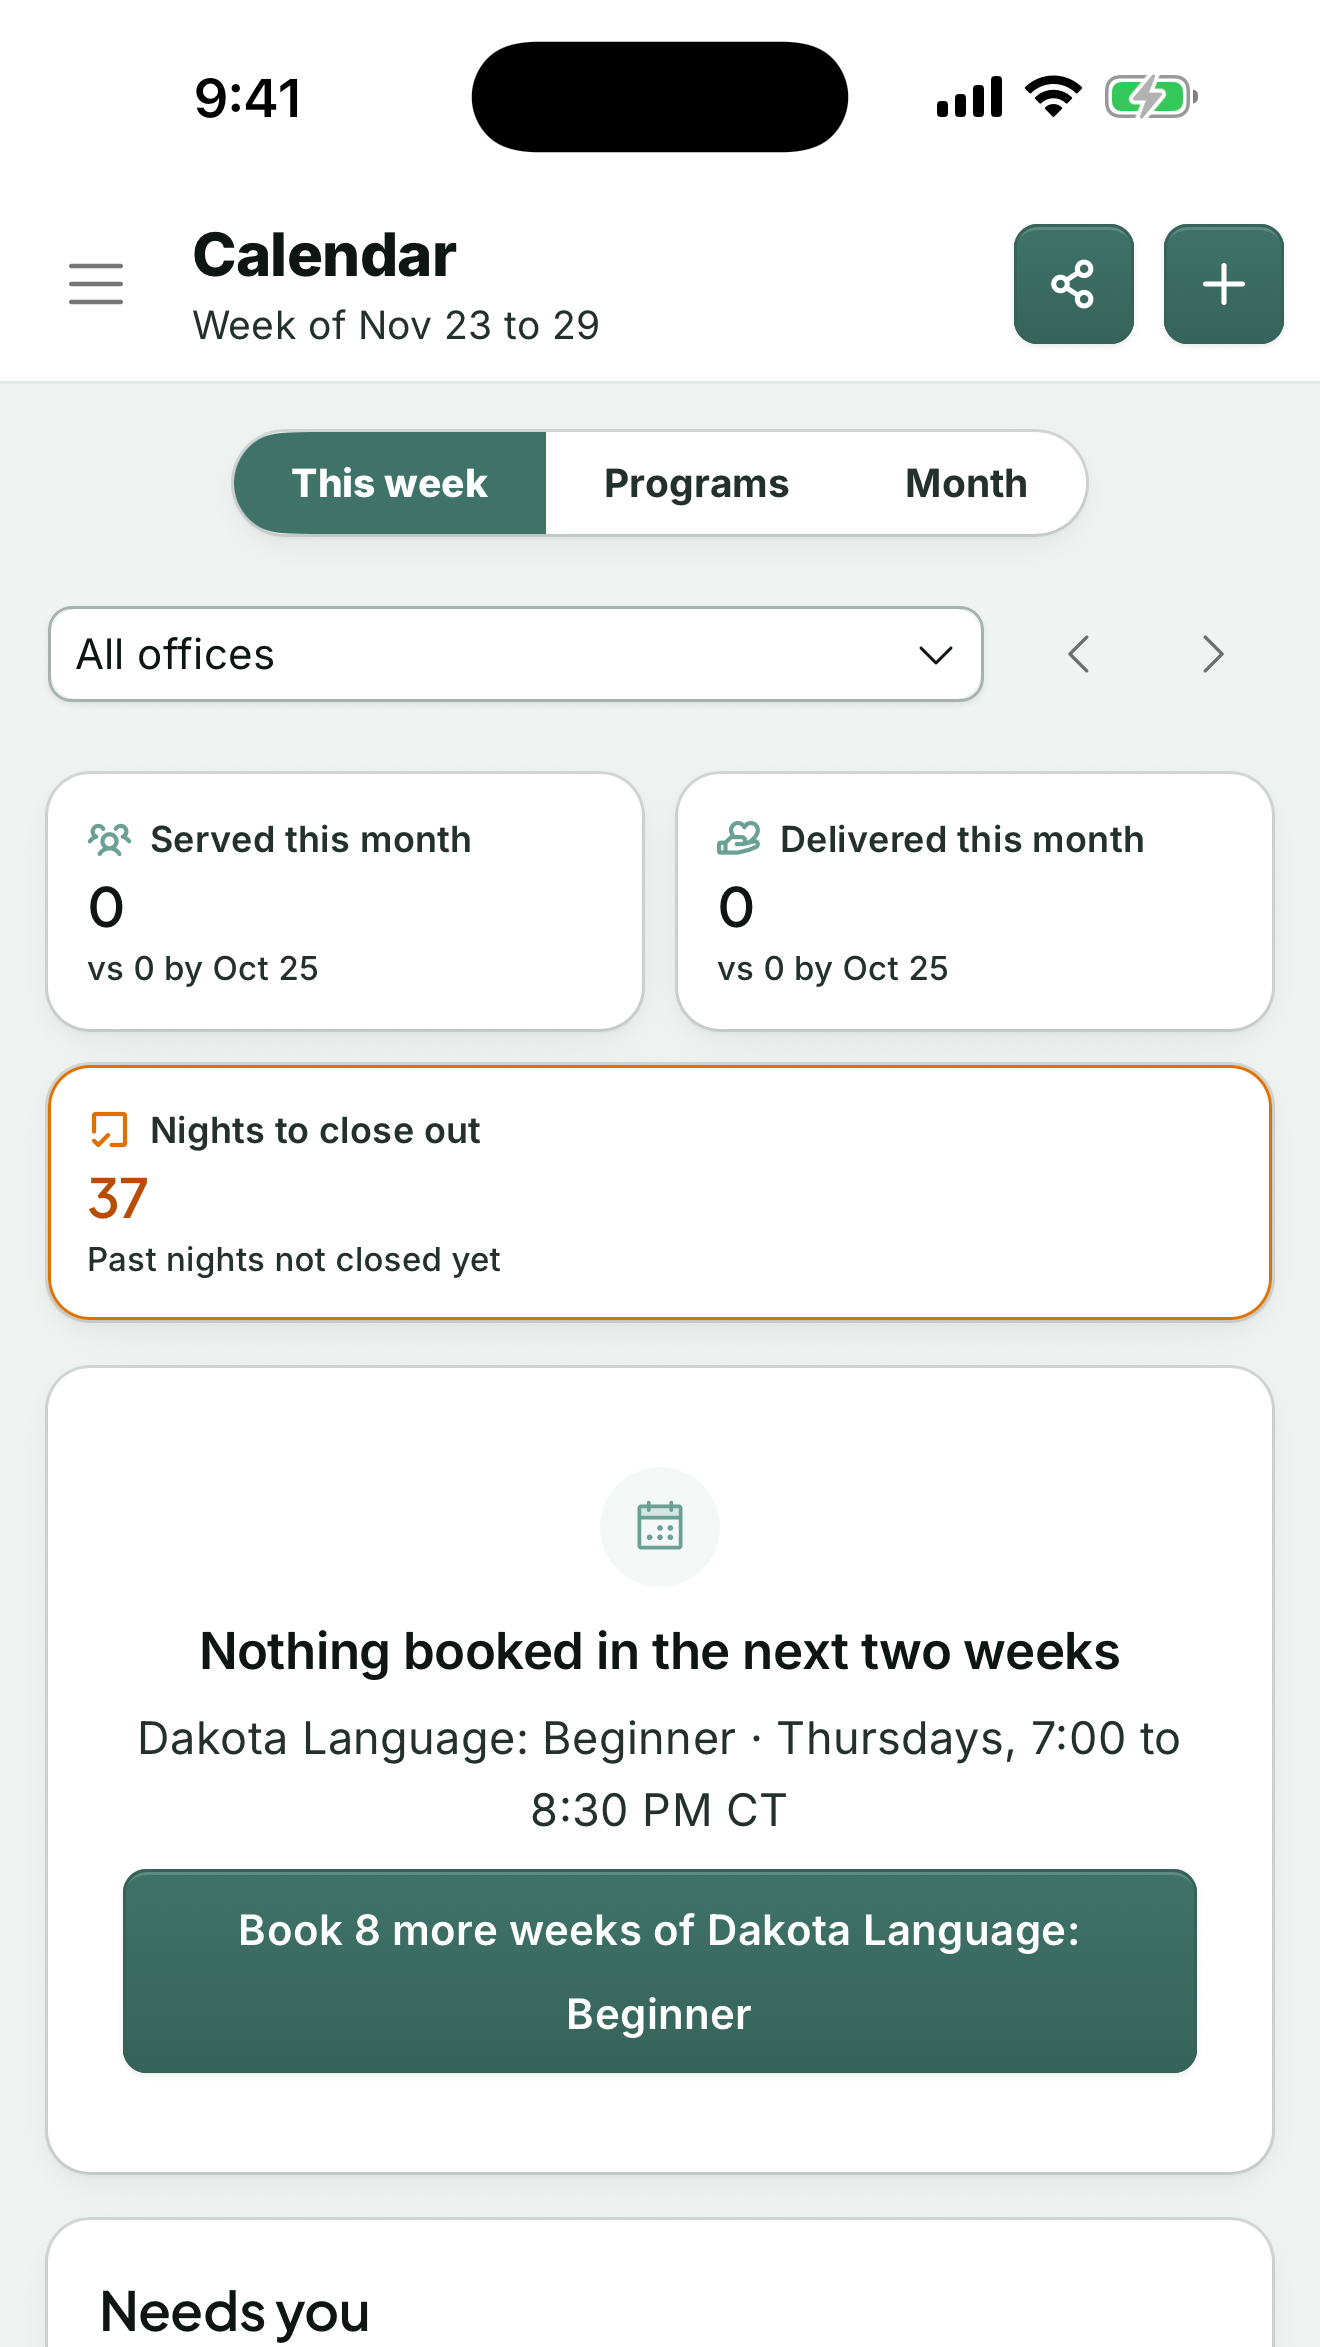 9:41
Calendar
Week of Nov 23 to 29
This week
Programs
Month
All offices
Served this month
0
vs 0 by Oct 25
Delivered this month
0
vs 0 by Oct 25
Nights to close out
37
Past nights not closed yet
Nothing booked in the next two weeks
Dakota Language: Beginner · Thursdays, 7:00 to
8:30 PM CT
Book 8 more weeks of Dakota Language:
Beginner
Needs you